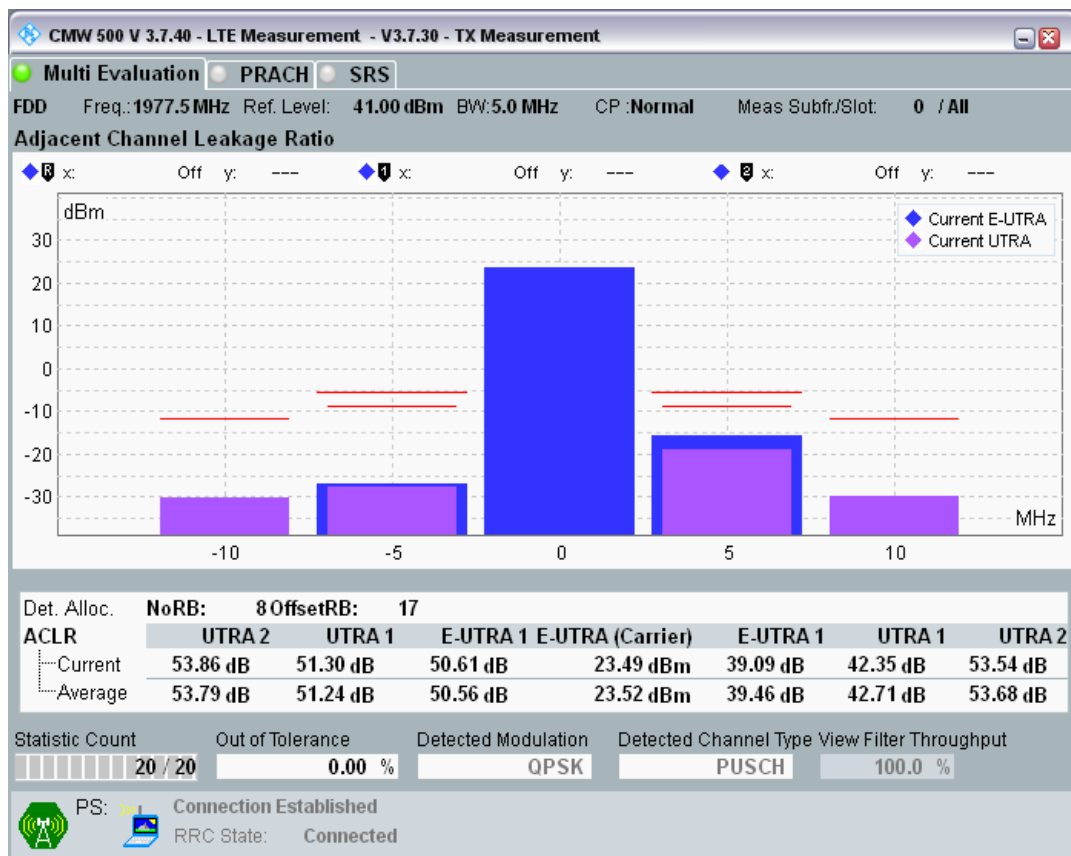 CMW 500 V 3.7.40 - LTE Measurement - V3.7.30 - TX Measurement
Multi Evaluation PRACH SRS
FDD Freq.:1977.5 MHz Ref. Level: 41.00 dBm BW:5.0 MHz CP :Normal Meas Subfr./Slot: 0 / All
Adjacent Channel Leakage Ratio
R x: Off y: --- 1 x: Off y: --- 2 x: Off y: ---
dBm
Current E-UTRA
Current UTRA
30
20
10
0
-10
-20
-30
MHz
-10 -5 0 5 10
Det. Alloc. NoRB: 8 OffsetRB: 17
ACLR UTRA 2 UTRA 1 E-UTRA 1 E-UTRA (Carrier) E-UTRA 1 UTRA 1 UTRA 2
Current 53.86 dB 51.30 dB 50.61 dB 23.49 dBm 39.09 dB 42.35 dB 53.54 dB
Average 53.79 dB 51.24 dB 50.56 dB 23.52 dBm 39.46 dB 42.71 dB 53.68 dB
Statistic Count Out of Tolerance Detected Modulation Detected Channel Type View Filter Throughput
20 / 20 0.00 % QPSK PUSCH 100.0 %
PS: Connection Established
RRC State: Connected